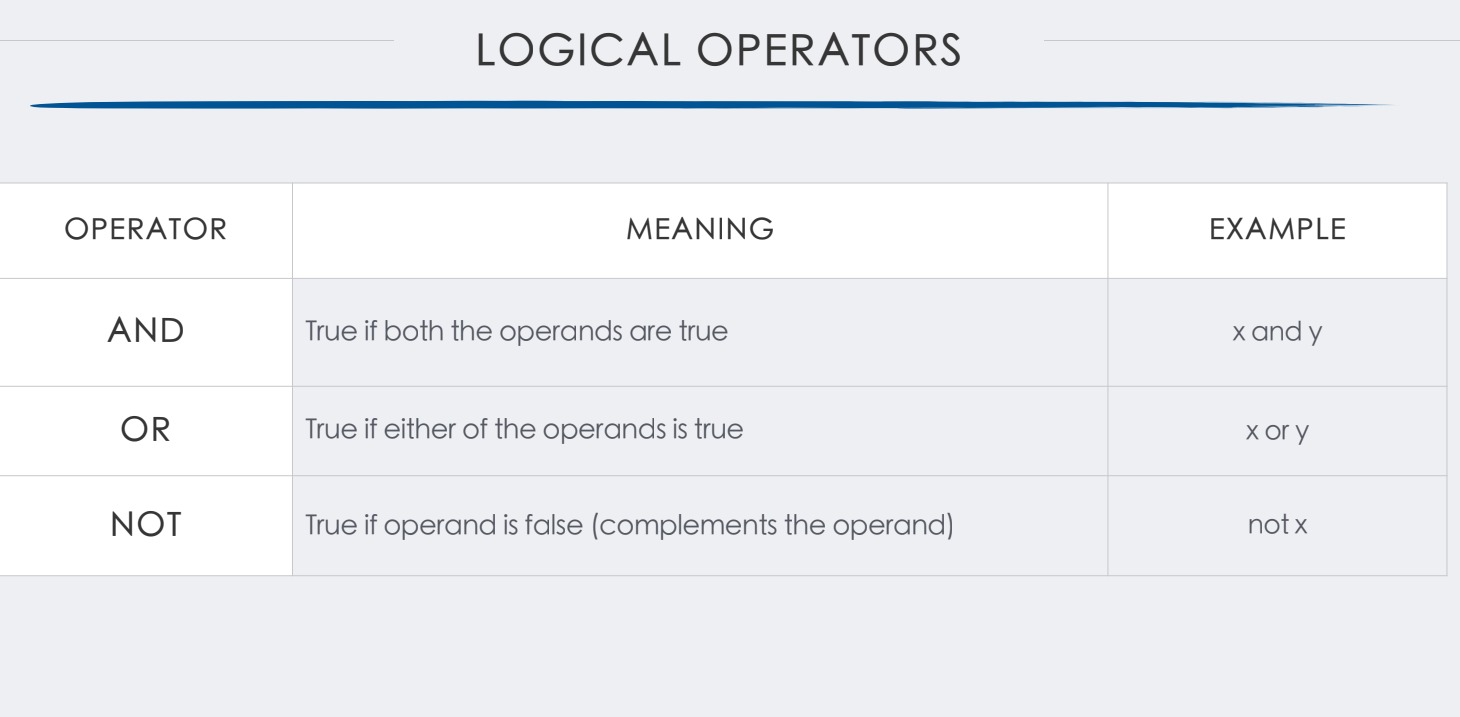 LOGICAL OPERATORS
OPERATOR MEANING EXAMPLE
AND True if both the operands are true x and y
OR True if either of the operands is true x or y
NOT True if operand is false (complements the operand) not x